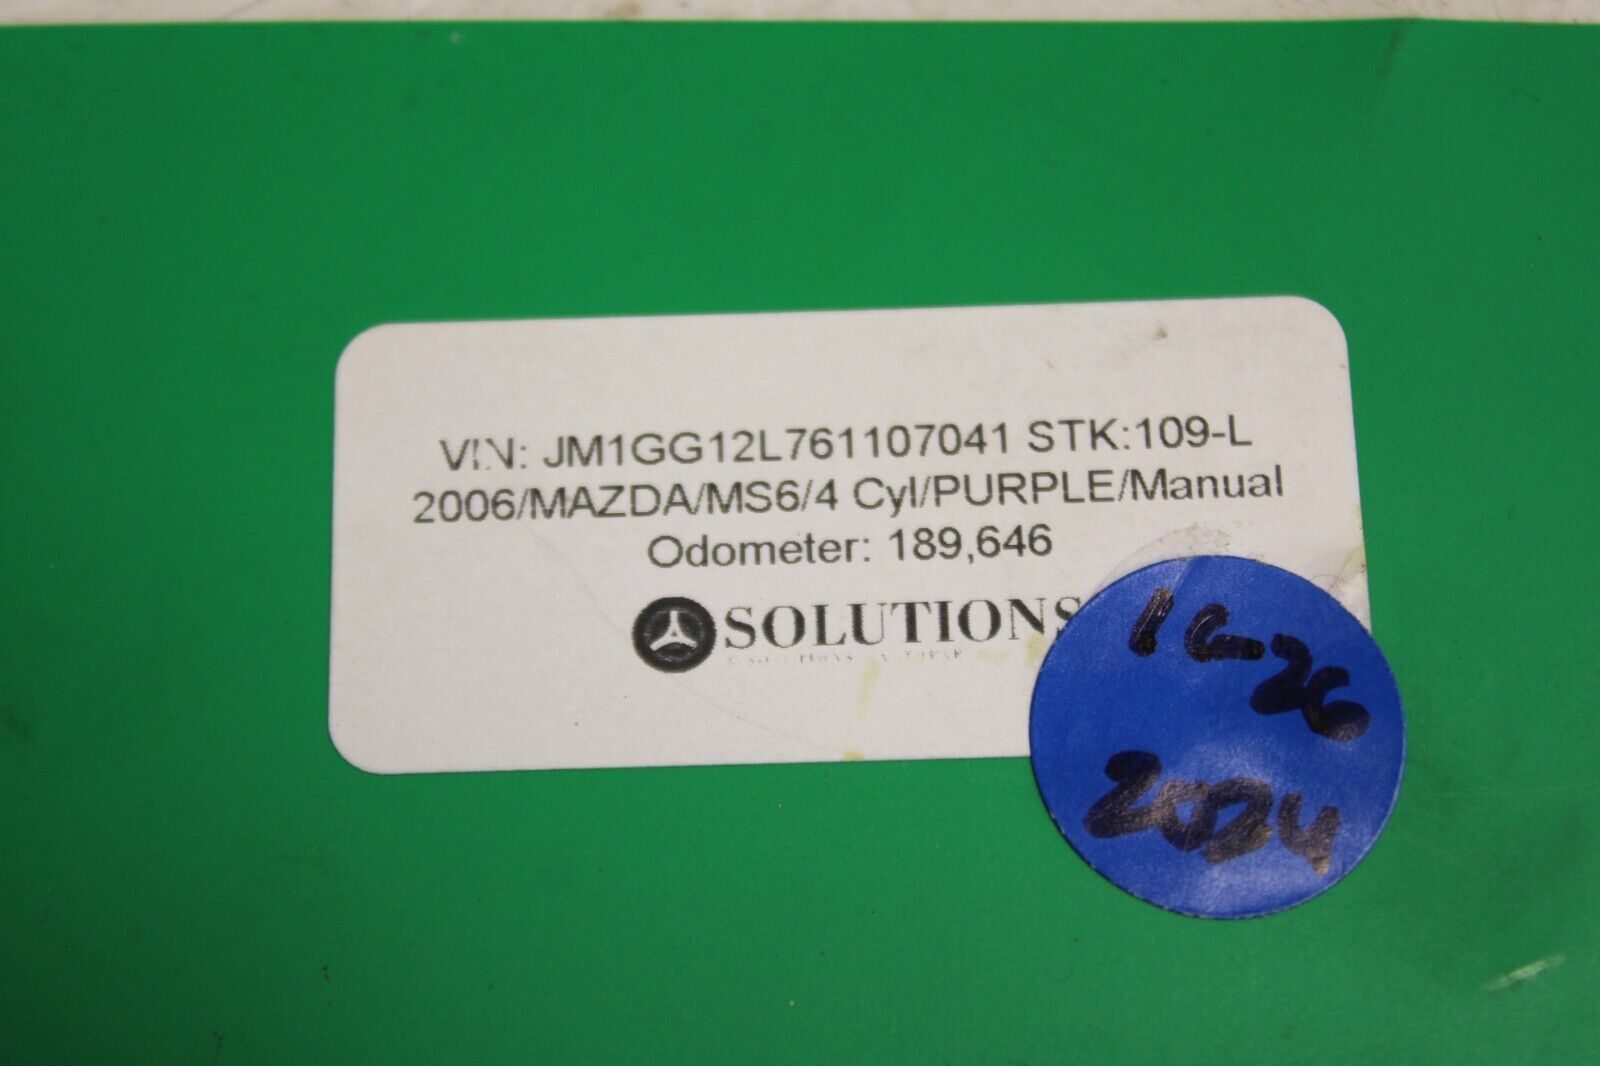 VIN: JM1GG12L761107041 STK:109-L
2006/MAZDA/MS6/4 Cyl/PURPLE/Manual
Odometer: 189,646
SOLUTIONS
2024